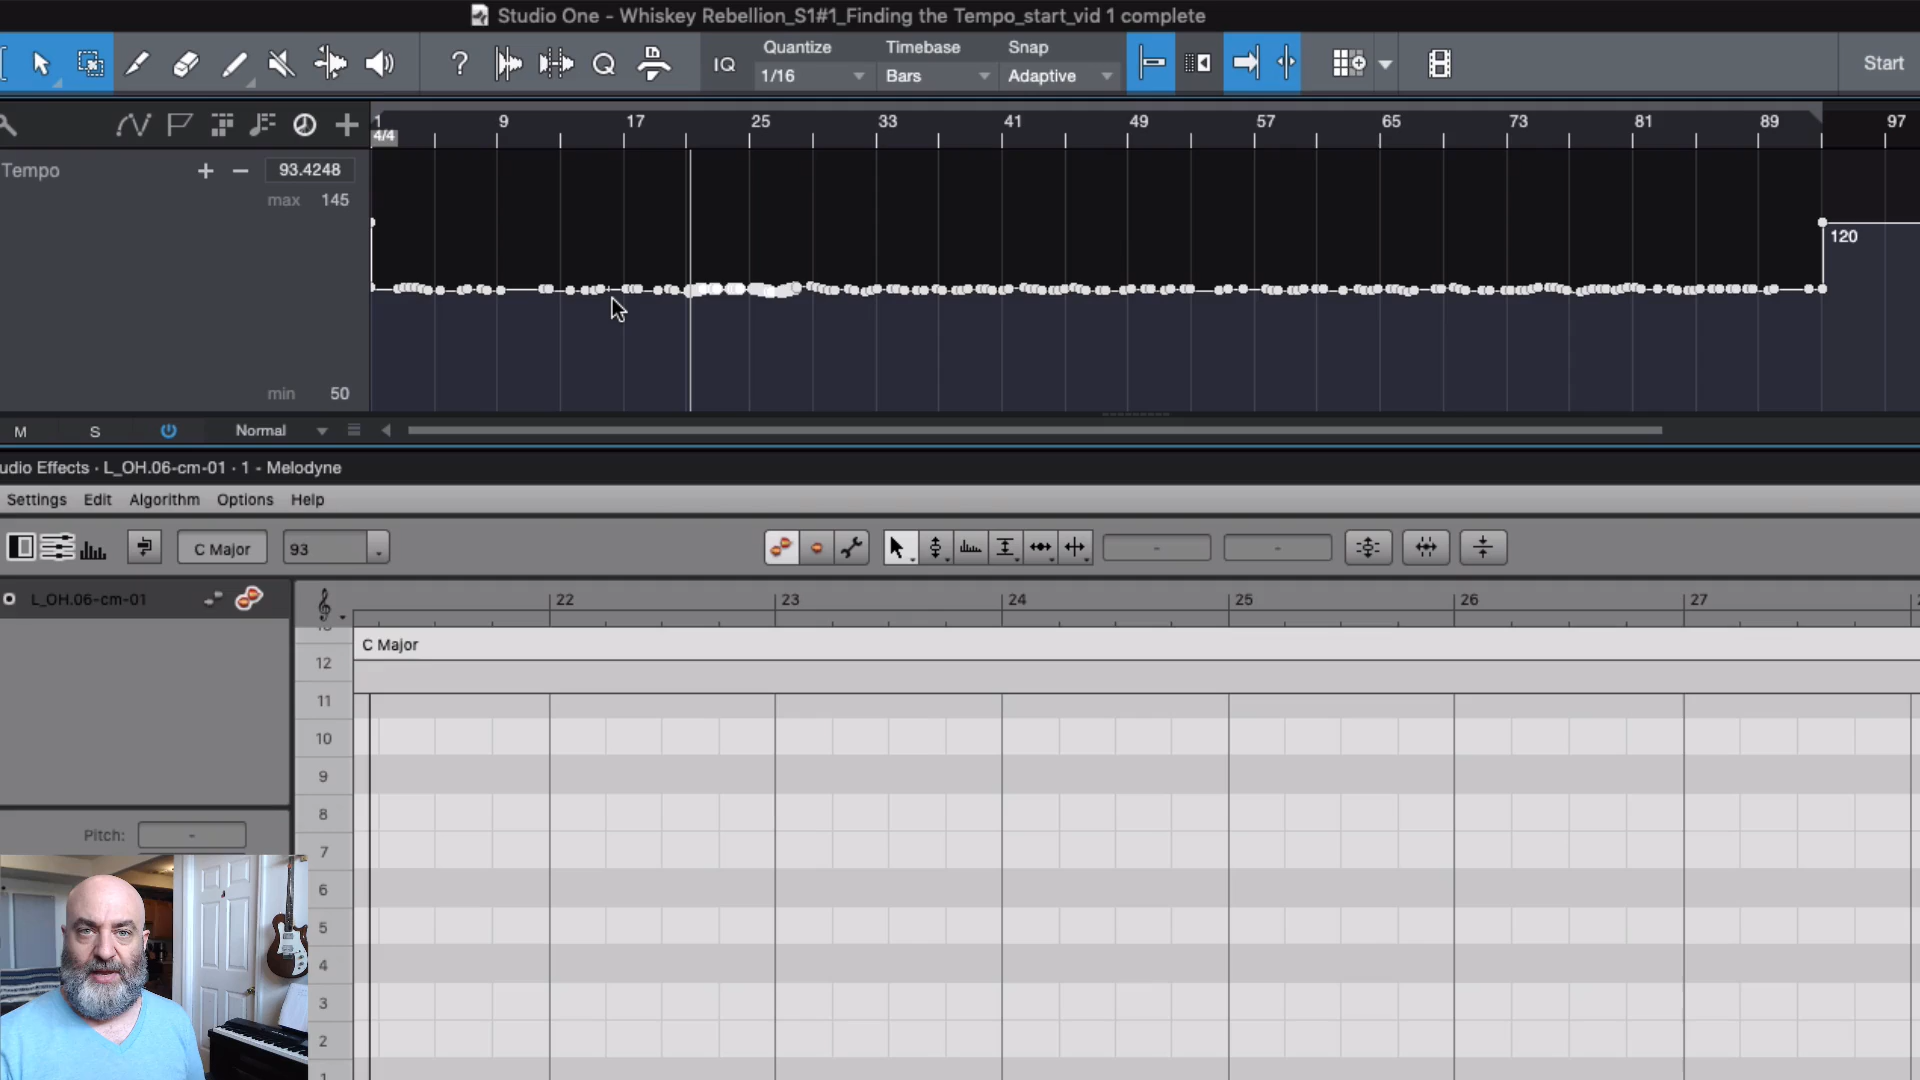 Studio One - Whiskey Rebellion_S1#1_Finding the Tempo_start_vid 1 complete
Quantize Timebase Snap
? Q IQ 1/16 Bars Adaptive Start
1 9 17 25 33 41 49 57 65 73 81 89 97
4/4
Tempo + − 93.4248
max 145
120
min 50
M S Normal
udio Effects · L_OH.06-cm-01 · 1 - Melodyne
Settings Edit Algorithm Options Help
C Major 93 - -
L_OH.06-cm-01 22 23 24 25 26 27
C Major
12
11
10
9
8
7
Pitch: -
6
5
4
3
2
1